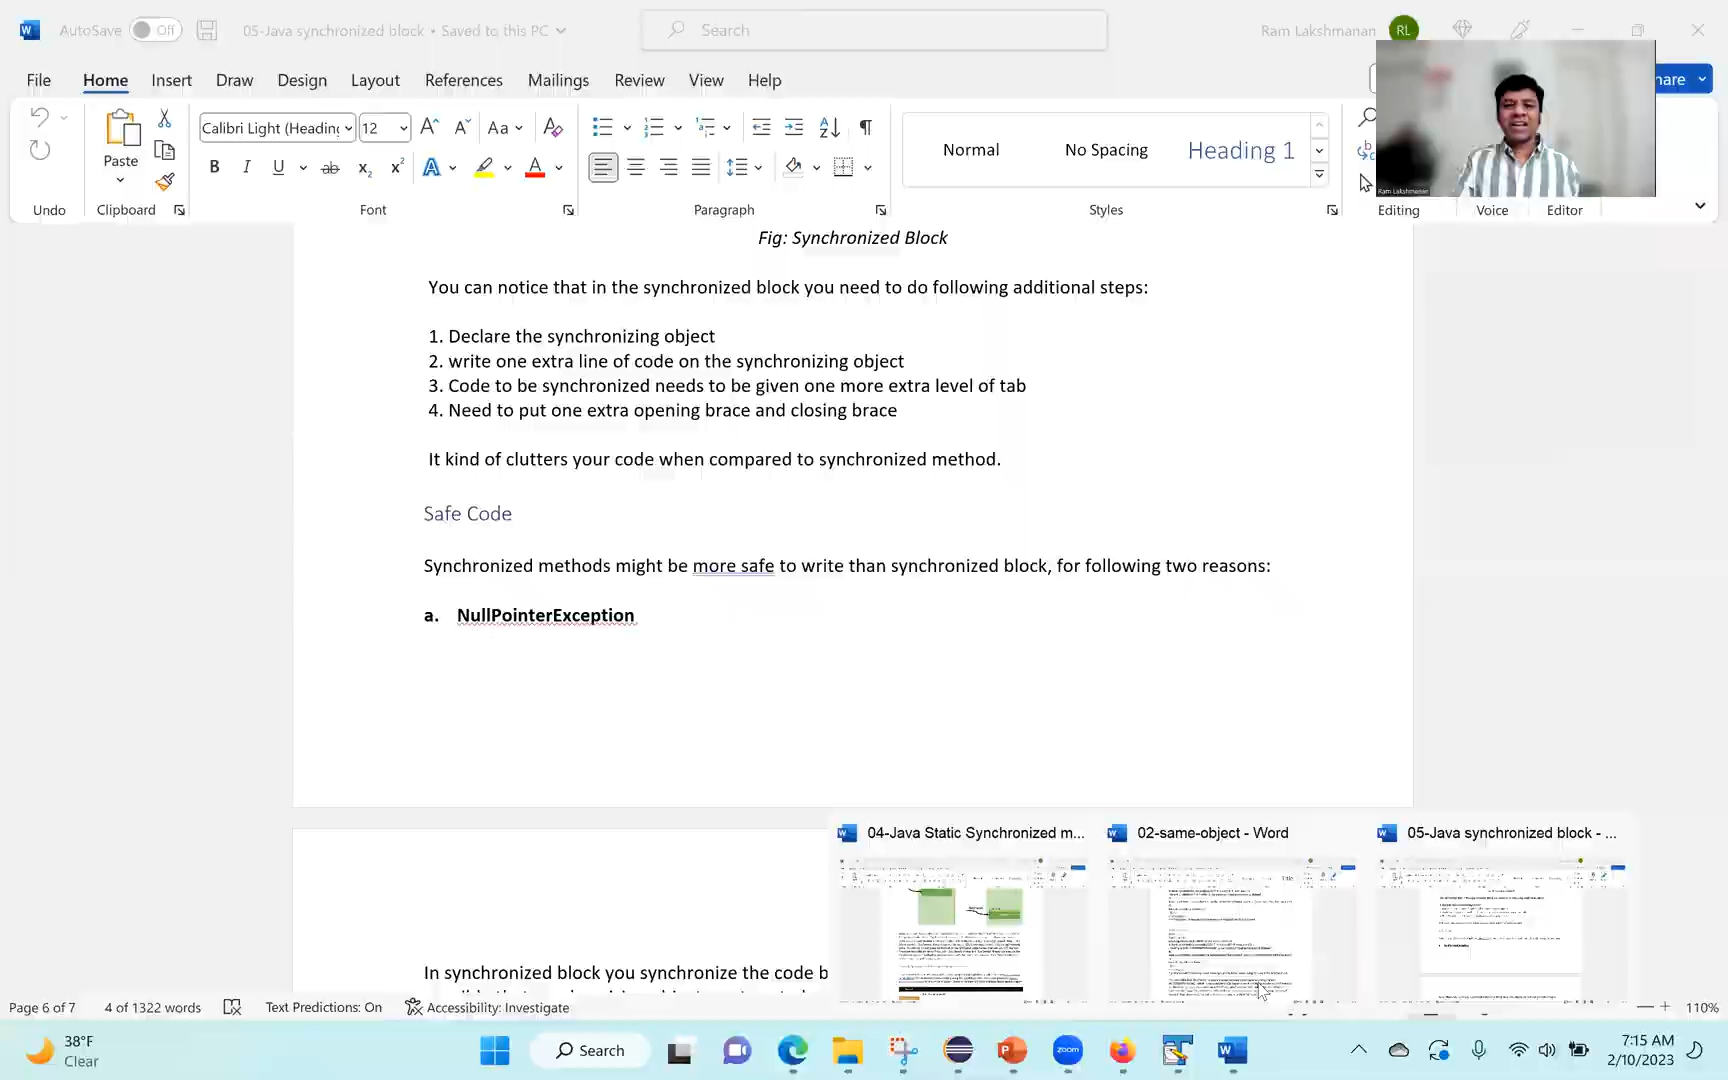 AutoSave Off 05-Java synchronized block • Saved to this PC Search Ram Lakshmanan RL
File Home Insert Draw Design Layout References Mailings Review View Help
Calibri Light (Heading 12 Aa
Paste
B I U ab x₂ x² A A
Normal No Spacing Heading 1
Undo Clipboard Font Paragraph Styles Editing Voice Editor
Ram Lakshmanan
Fig: Synchronized Block
You can notice that in the synchronized block you need to do following additional steps:
1. Declare the synchronizing object
2. write one extra line of code on the synchronizing object
3. Code to be synchronized needs to be given one more extra level of tab
4. Need to put one extra opening brace and closing brace
It kind of clutters your code when compared to synchronized method.
Safe Code
Synchronized methods might be more safe to write than synchronized block, for following two reasons:
a. NullPointerException
04-Java Static Synchronized m... 02-same-object - Word 05-Java synchronized block - ...
In synchronized block you synchronize the code b
Page 6 of 7 4 of 1322 words Text Predictions: On Accessibility: Investigate 110%
38°F
Clear
Search
zoom
7:15 AM
2/10/2023